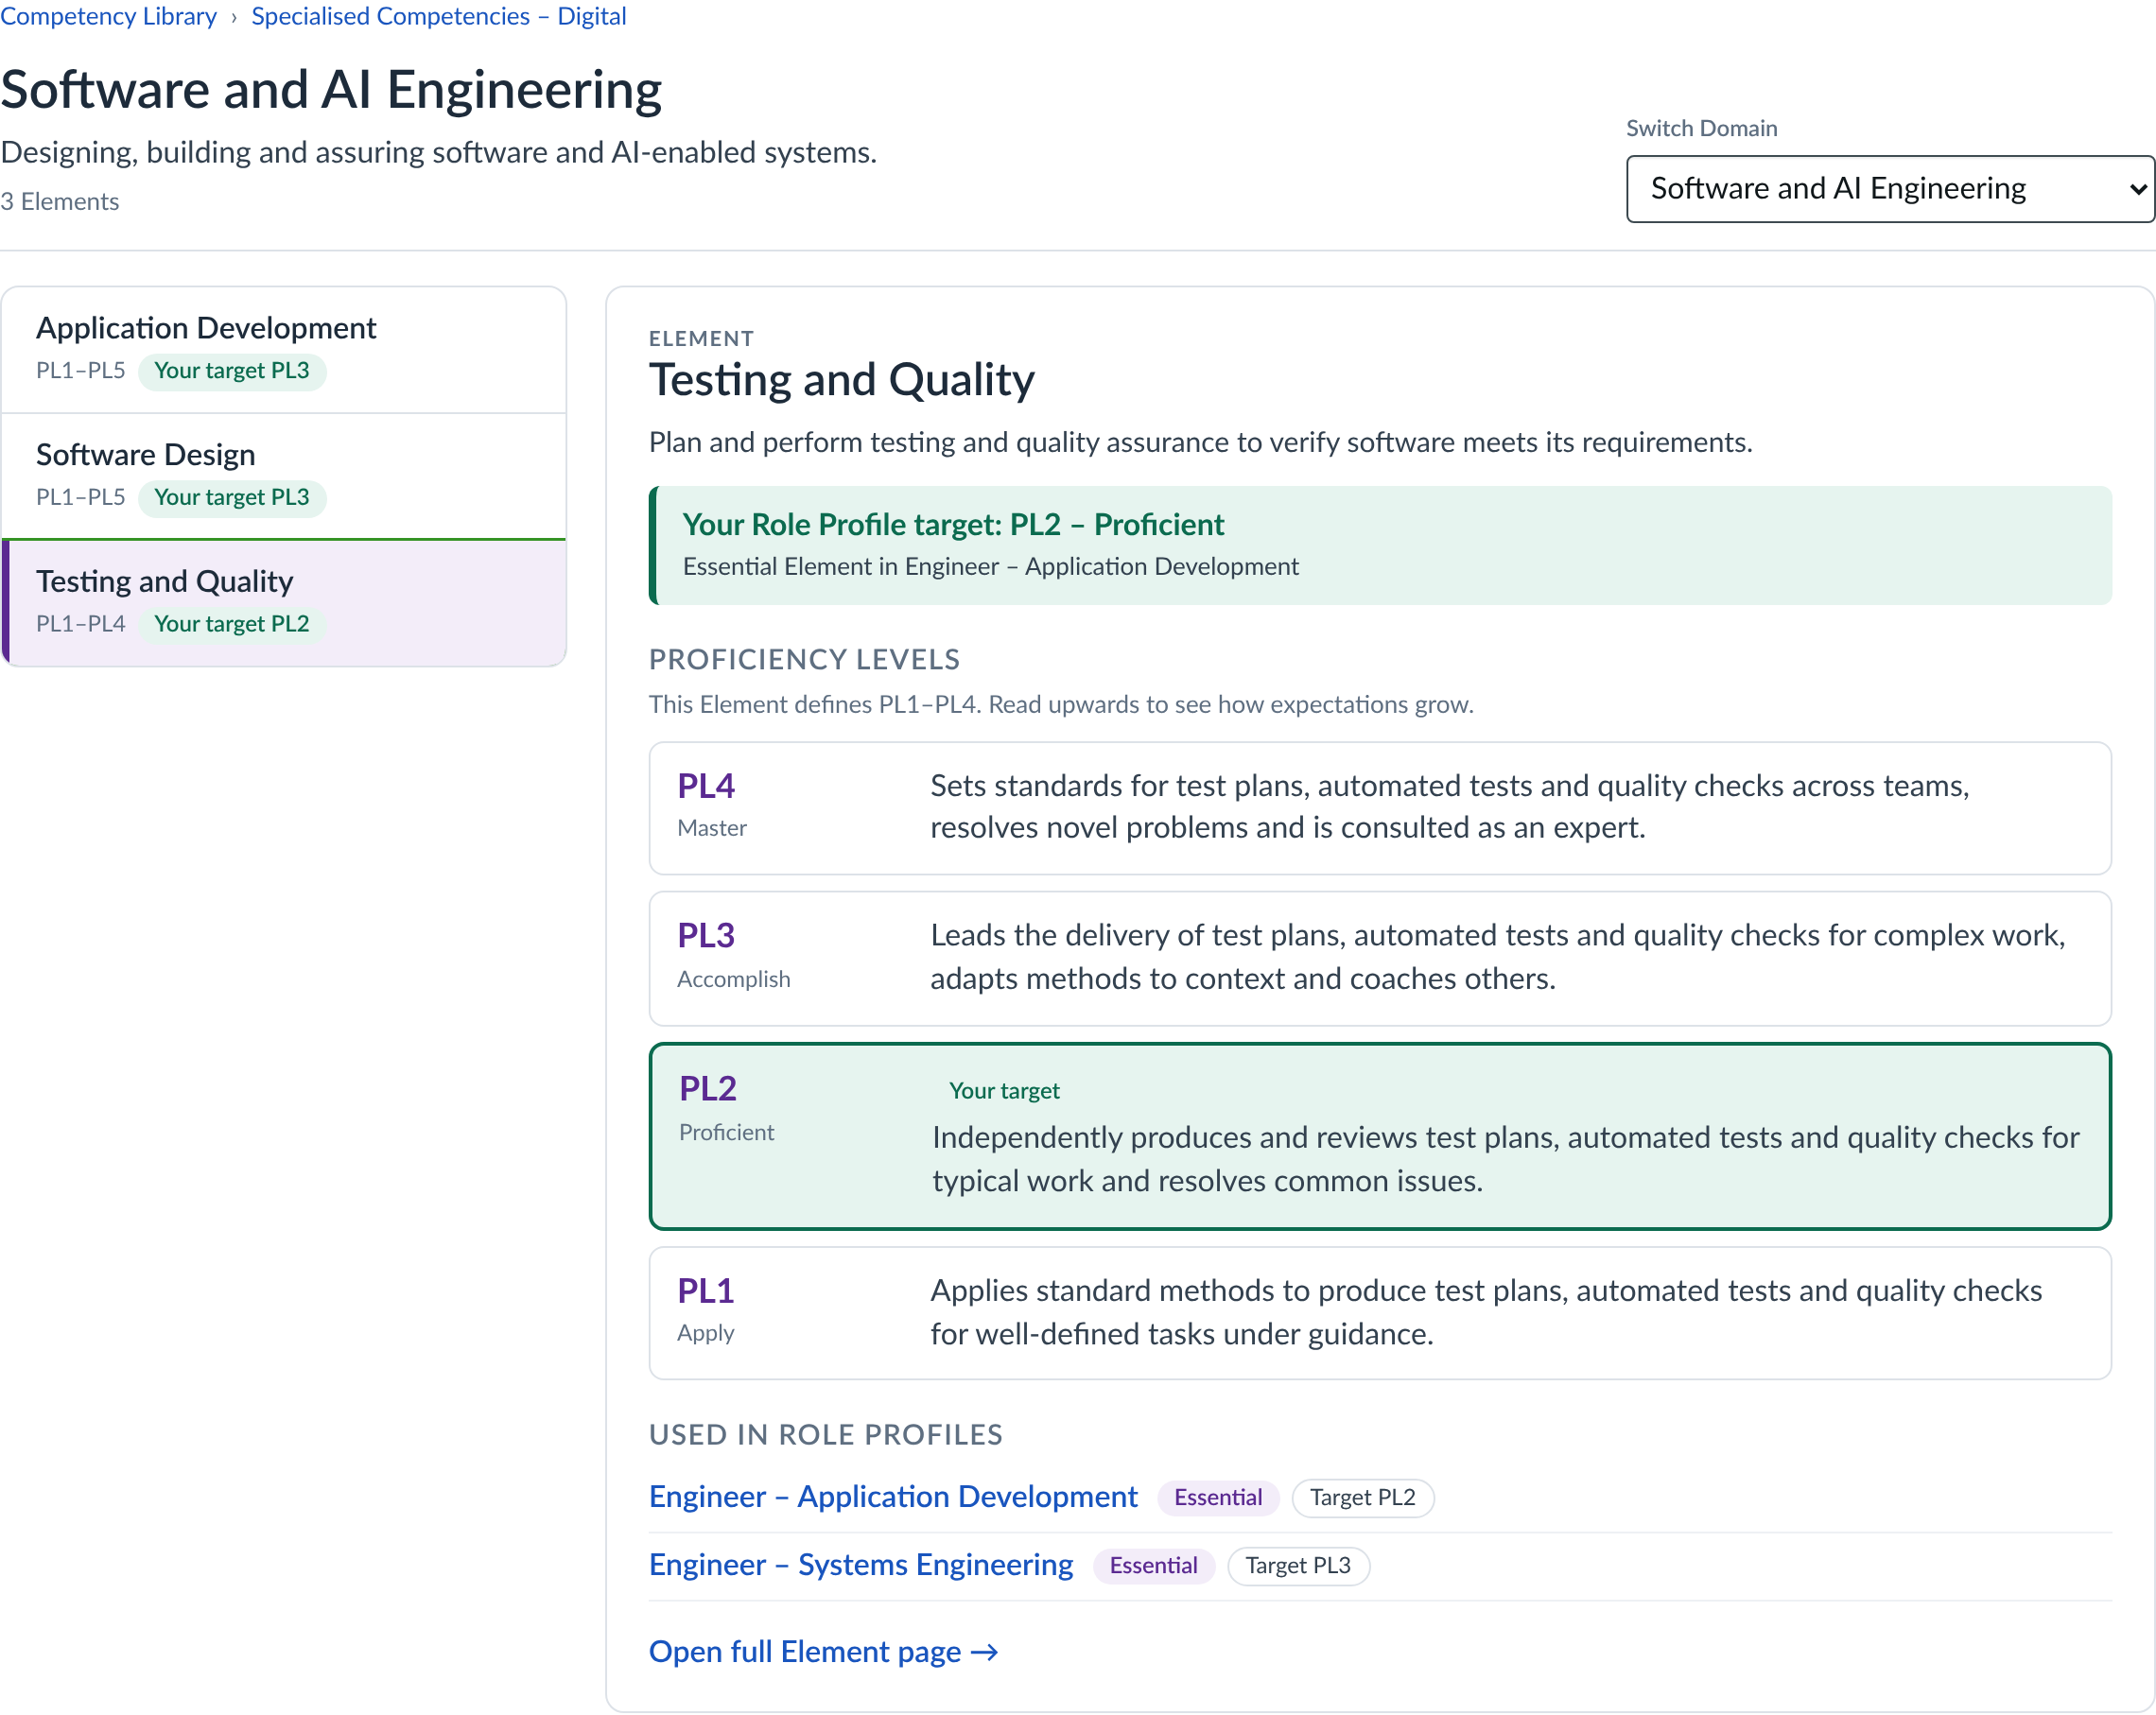 Competency Library › Specialised Competencies – Digital
Software and AI Engineering
Designing, building and assuring software and AI-enabled systems.
3 Elements
Switch Domain
Software and AI Engineering
Application Development
PL1–PL5 Your target PL3
Software Design
PL1–PL5 Your target PL3
Testing and Quality
PL1–PL4 Your target PL2
ELEMENT
Testing and Quality
Plan and perform testing and quality assurance to verify software meets its requirements.
Your Role Profile target: PL2 – Proficient
Essential Element in Engineer – Application Development
PROFICIENCY LEVELS
This Element defines PL1–PL4. Read upwards to see how expectations grow.
PL4
Master
Sets standards for test plans, automated tests and quality checks across teams,
resolves novel problems and is consulted as an expert.
PL3
Accomplish
Leads the delivery of test plans, automated tests and quality checks for complex work,
adapts methods to context and coaches others.
PL2
Proficient
Your target
Independently produces and reviews test plans, automated tests and quality checks for
typical work and resolves common issues.
PL1
Apply
Applies standard methods to produce test plans, automated tests and quality checks
for well-defined tasks under guidance.
USED IN ROLE PROFILES
Engineer – Application Development Essential Target PL2
Engineer – Systems Engineering Essential Target PL3
Open full Element page →